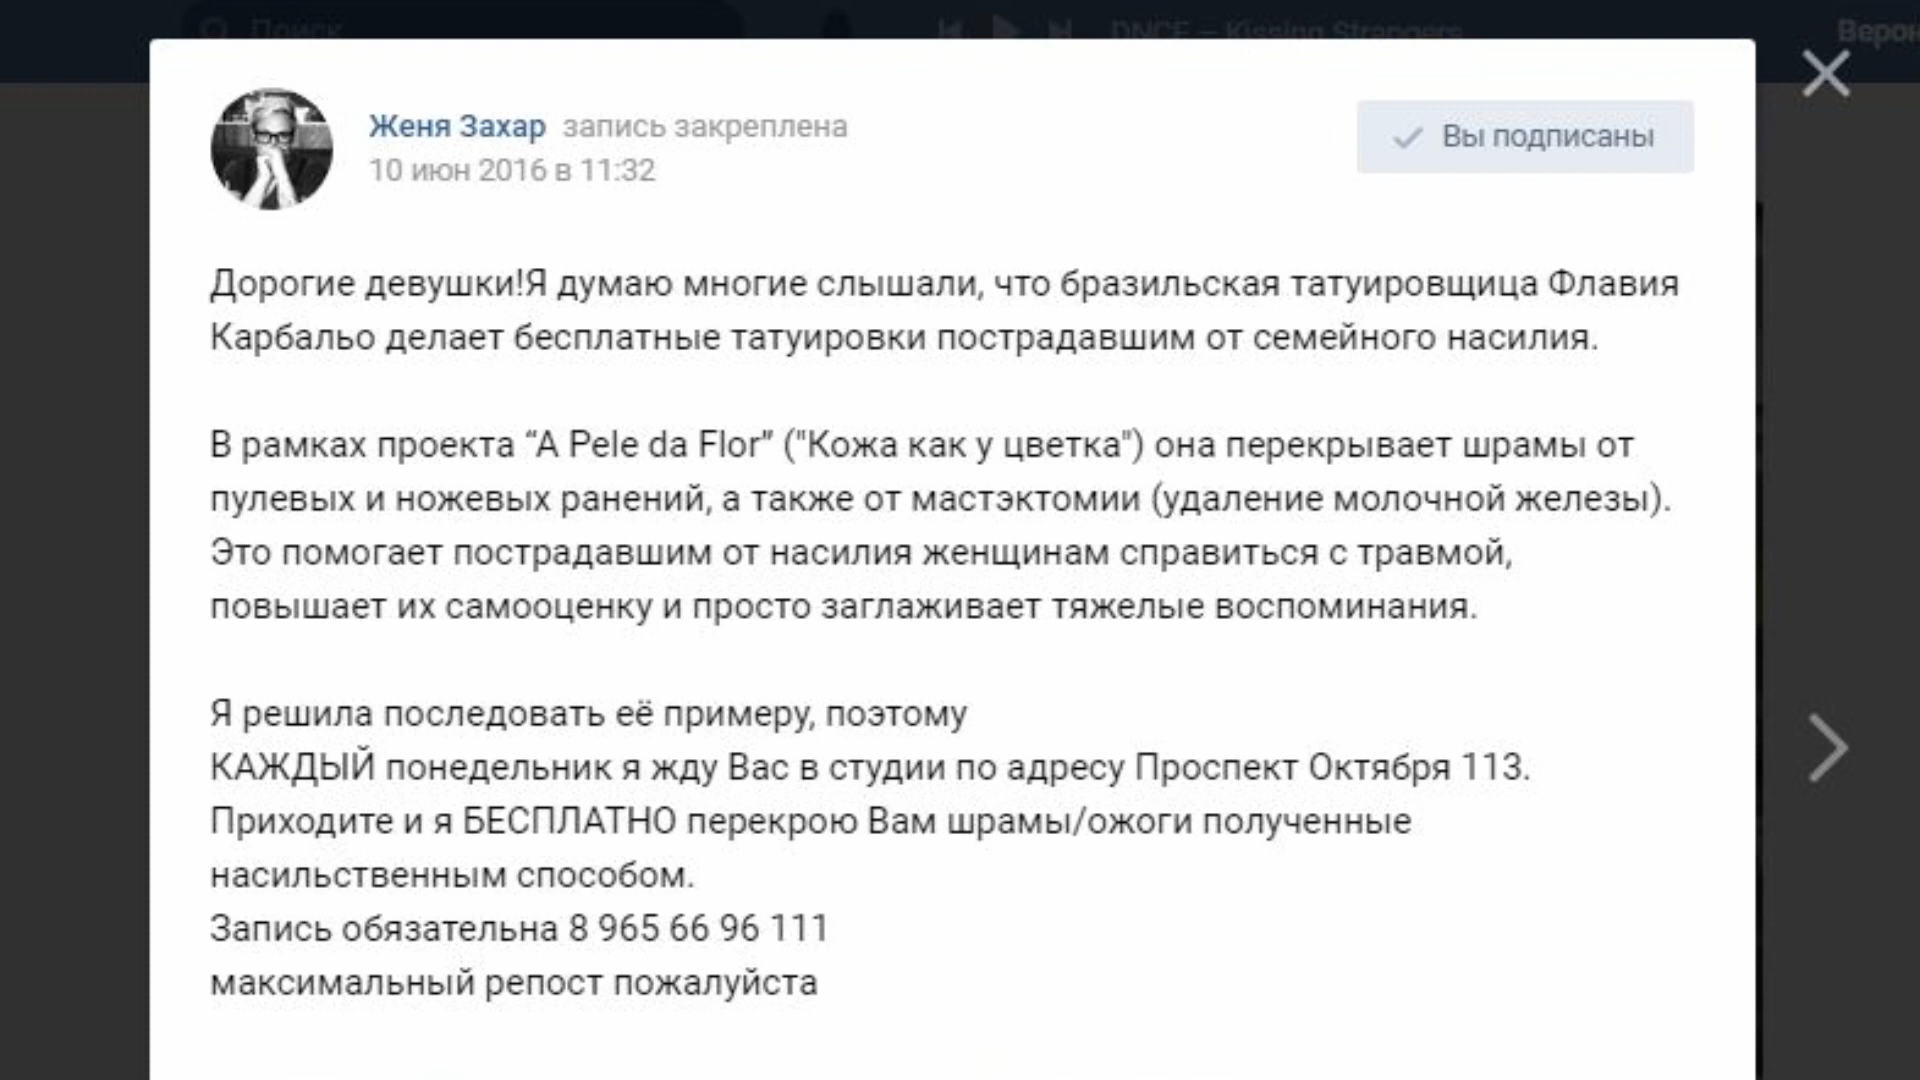 Поиск
DNCE – Kissing Strangers
Женя Захар запись закреплена
10 июн 2016 в 11:32
Вы подписаны
Дорогие девушки!Я думаю многие слышали, что бразильская татуировщица Флавия
Карбальо делает бесплатные татуировки пострадавшим от семейного насилия.
В рамках проекта “A Pele da Flor” ("Кожа как у цветка") она перекрывает шрамы от
пулевых и ножевых ранений, а также от мастэктомии (удаление молочной железы).
Это помогает пострадавшим от насилия женщинам справиться с травмой,
повышает их самооценку и просто заглаживает тяжелые воспоминания.
Я решила последовать её примеру, поэтому
КАЖДЫЙ понедельник я жду Вас в студии по адресу Проспект Октября 113.
Приходите и я БЕСПЛАТНО перекрою Вам шрамы/ожоги полученные
насильственным способом.
Запись обязательна 8 965 66 96 111
максимальный репост пожалуйста